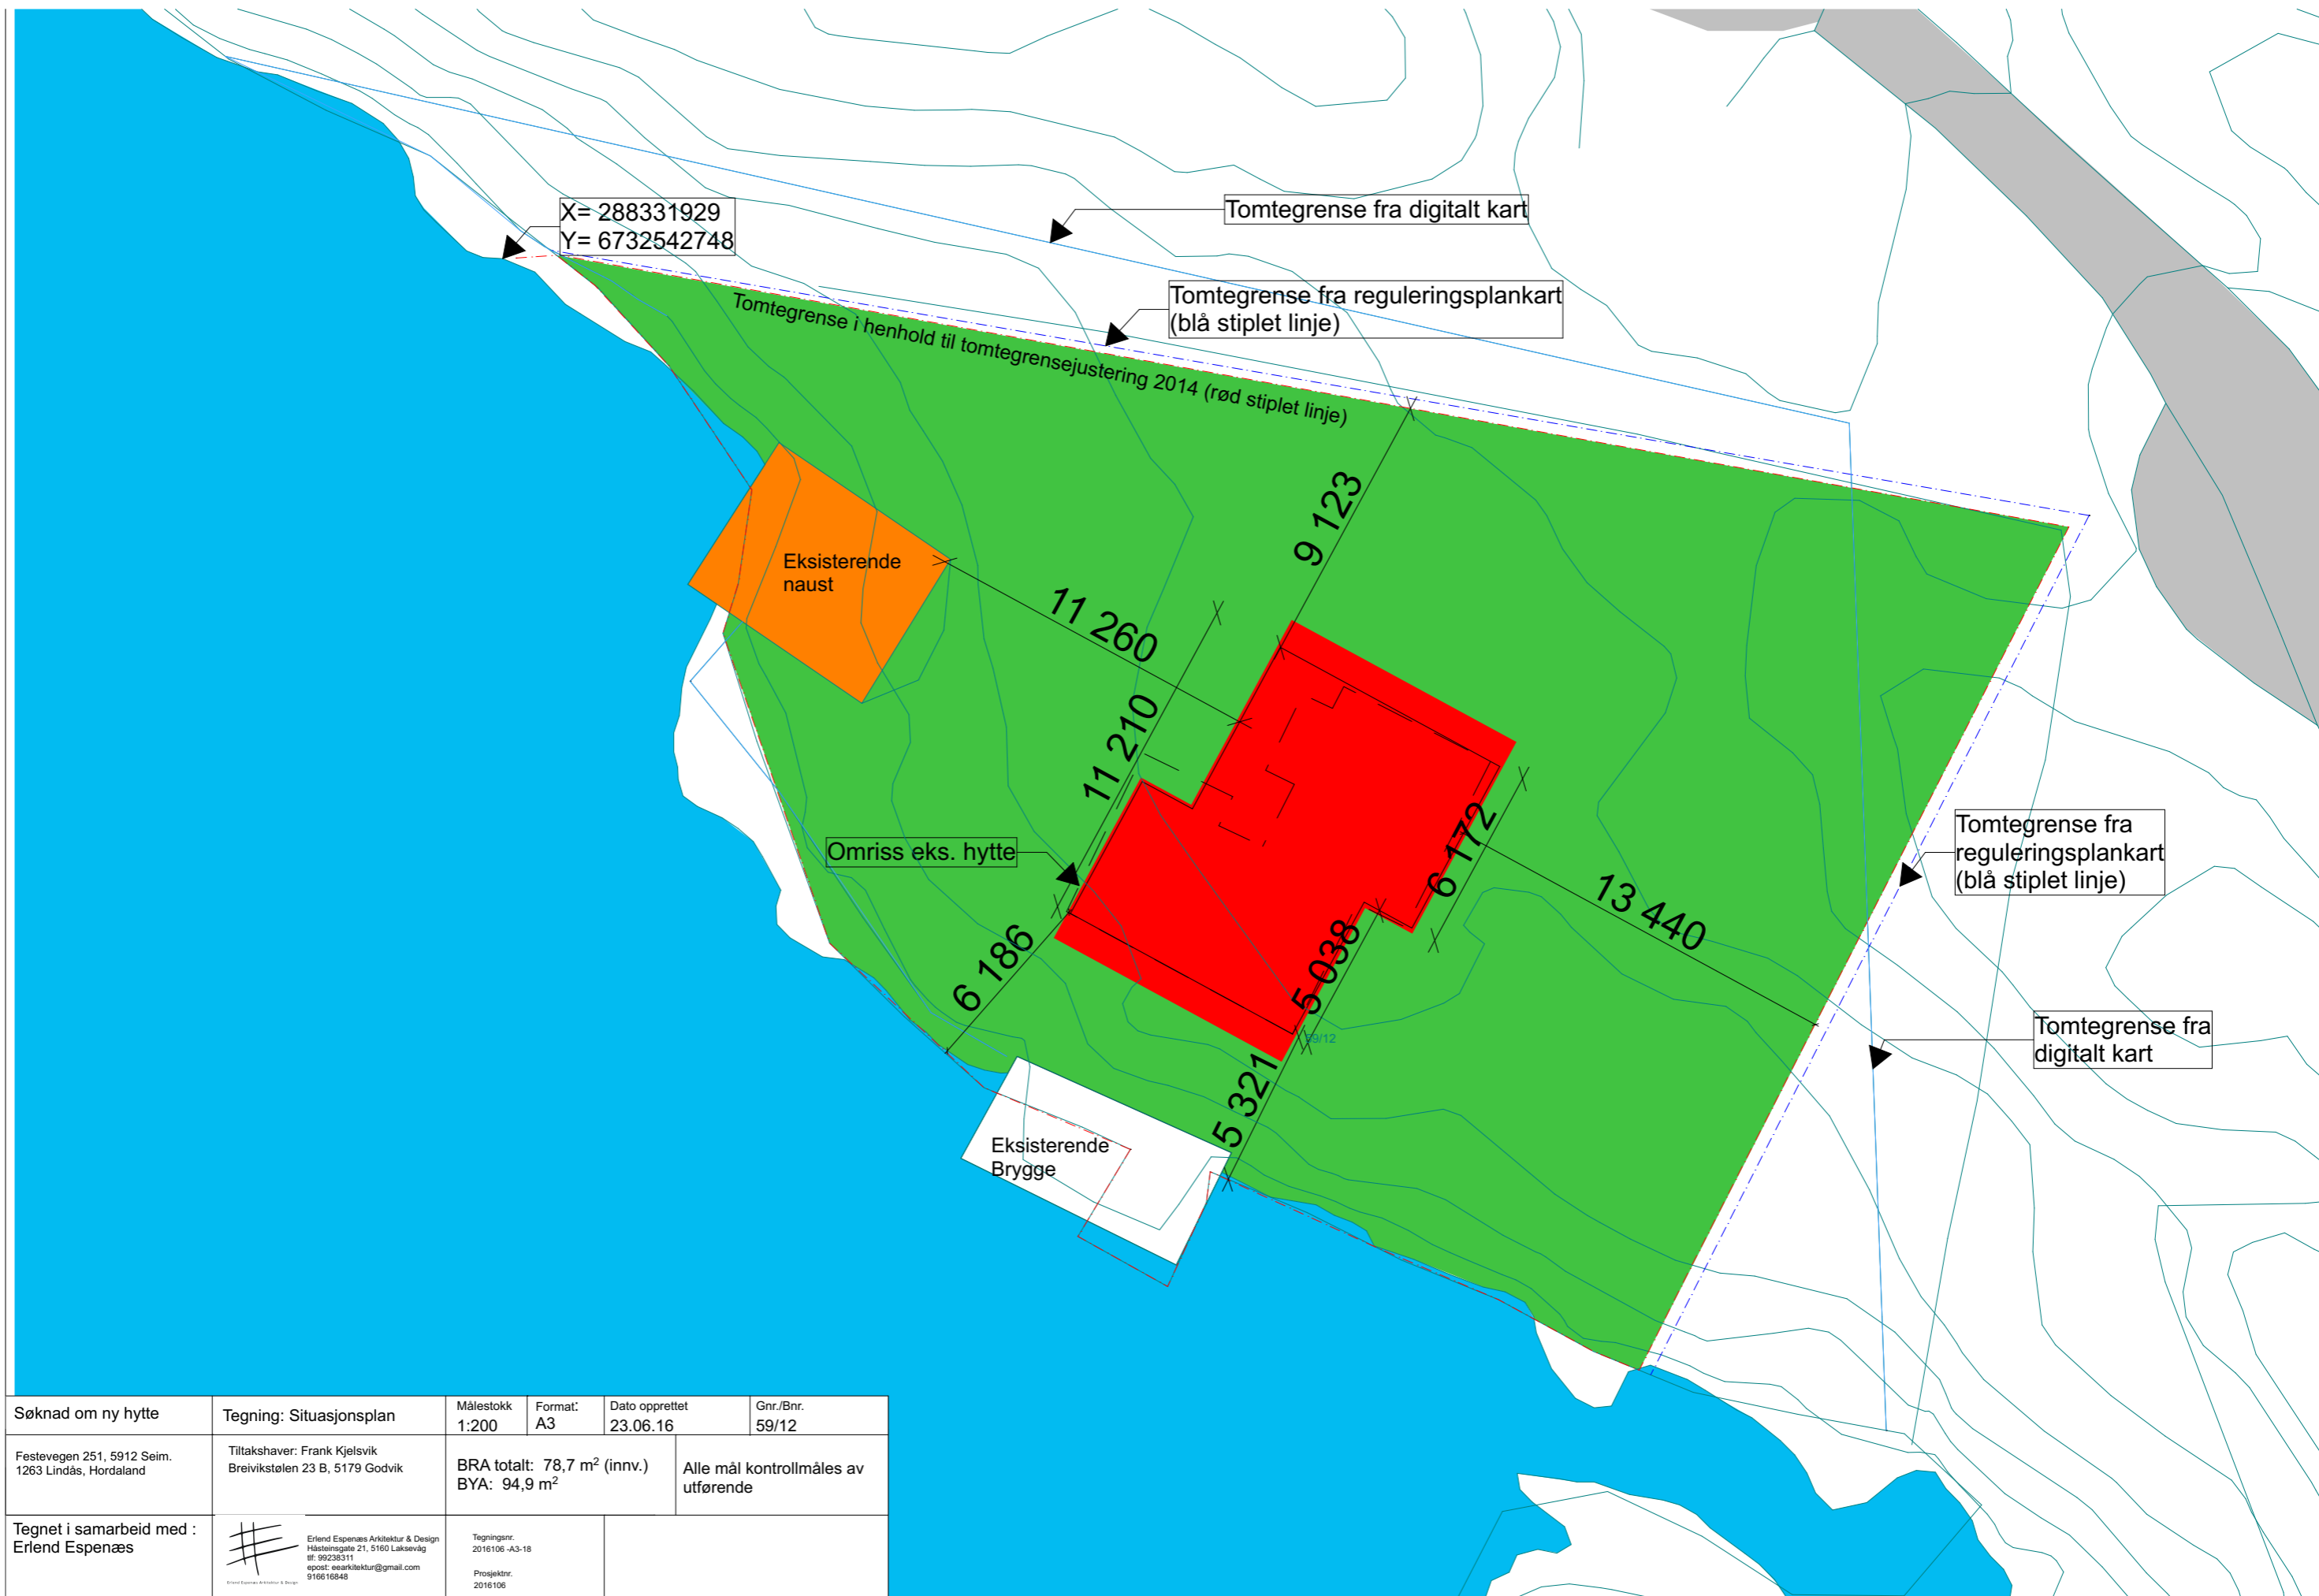 X= 288331929
Y= 6732542748
Tomtegrense fra digitalt kart
Tomtegrense fra reguleringsplankart
(blå stiplet linje)
Tomtegrense i henhold til tomtegrensejustering 2014 (rød stiplet linje)
9 123
Eksisterende
naust
11 260
11 210
6 172
Omriss eks. hytte
Tomtegrense fra
reguleringsplankart
(blå stiplet linje)
13 440
5 038
6 186
59/12
Tomtegrense fra
digitalt kart
5 321
Eksisterende
Brygge
Søknad om ny hytte
Tegning: Situasjonsplan
Målestokk
1:200
Format:
A3
Dato opprettet
23.06.16
Gnr./Bnr.
59/12
Festevegen 251, 5912 Seim.
1263 Lindås, Hordaland
Tiltakshaver: Frank Kjelsvik
Breivikstølen 23 B, 5179 Godvik
BRA totalt: 78,7 m² (innv.)
BYA: 94,9 m²
Alle mål kontrollmåles av
utførende
Tegnet i samarbeid med :
Erlend Espenæs
Erlend Espenæs Arkitektur & Design
Erlend Espenæs Arkitektur & Design
Håsteinsgate 21, 5160 Laksevåg
tlf: 99238311
epost: eearkitektur@gmail.com
916616848
Tegningsnr.
2016106 -A3-18
Prosjektnr.
2016106